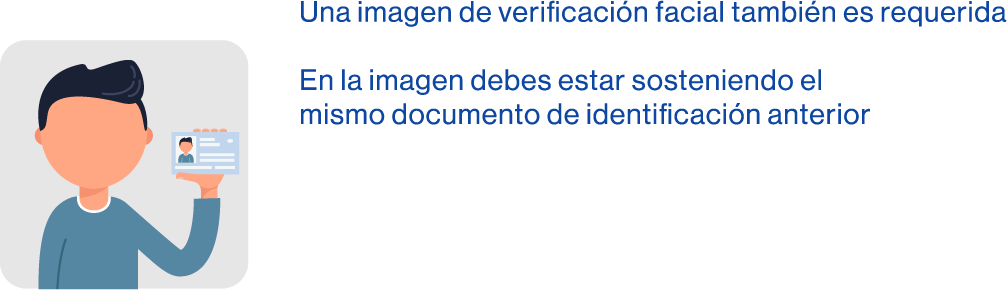 Una imagen de verificación facial también es requerida
En la imagen debes estar sosteniendo el
mismo documento de identificación anterior